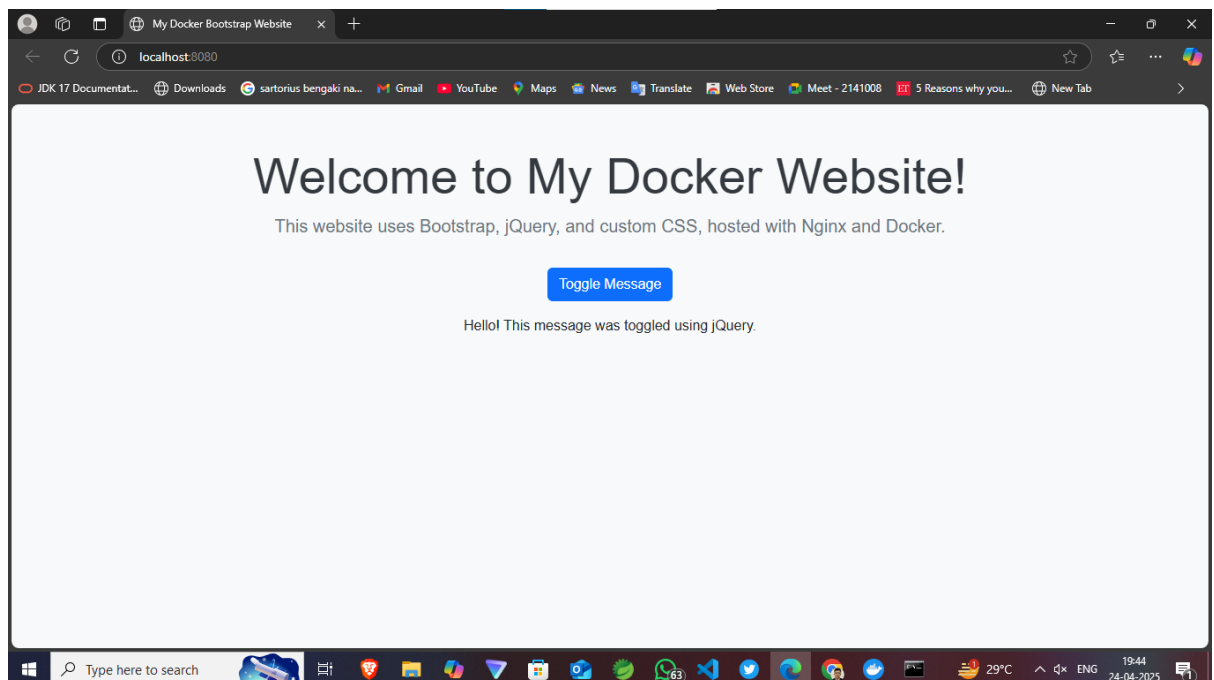 My Docker Bootstrap Website
localhost:8080
JDK 17 Documentat... Downloads sartorius bengaki na... Gmail YouTube Maps News Translate Web Store Meet - 2141008 ET 5 Reasons why you... New Tab
Welcome to My Docker Website!
This website uses Bootstrap, jQuery, and custom CSS, hosted with Nginx and Docker.
Toggle Message
Hello! This message was toggled using jQuery.
Type here to search 63 29°C ENG 19:44
24-04-2025 1